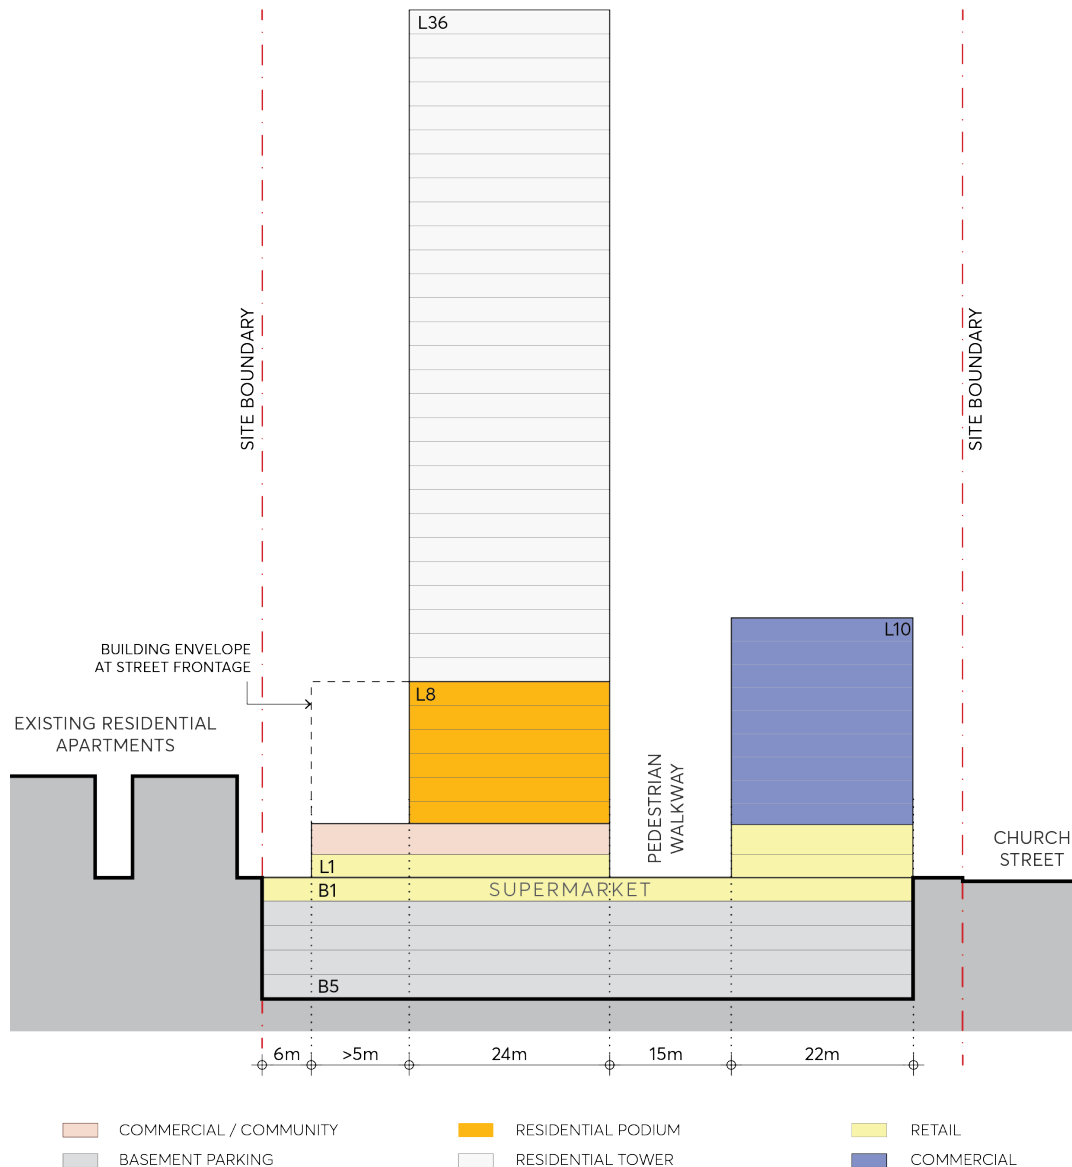 L36
SITE BOUNDARY
SITE BOUNDARY
L10
BUILDING ENVELOPE
AT STREET FRONTAGE
L8
EXISTING RESIDENTIAL
APARTMENTS
PEDESTRIAN
WALKWAY
CHURCH
STREET
L1
B1
SUPERMARKET
B5
6m
>5m
24m
15m
22m
COMMERCIAL / COMMUNITY
RESIDENTIAL PODIUM
RETAIL
BASEMENT PARKING
RESIDENTIAL TOWER
COMMERCIAL